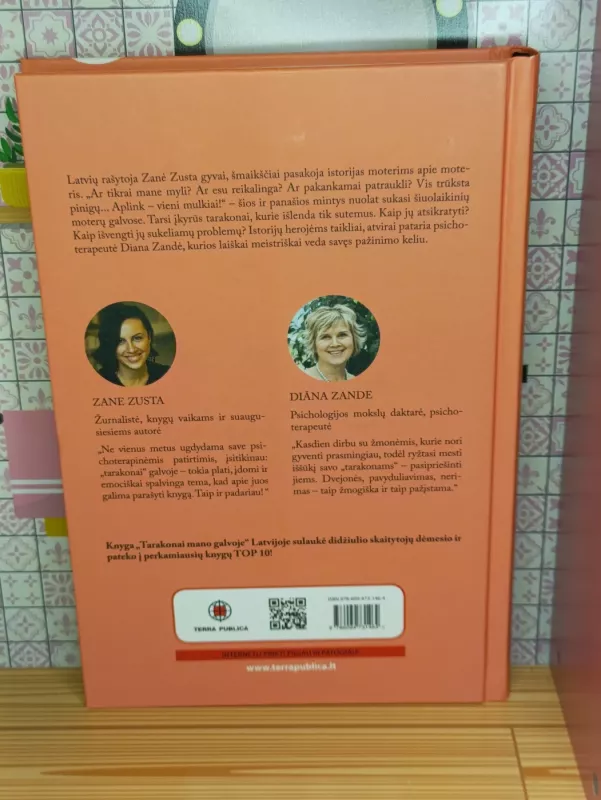 Latvių rašytoja Zanė Zusta gyvai, šmaikščiai pasakoja istorijas moterims apie mote-
ris. „Ar tikrai mane myli? Ar esu reikalinga? Ar pakankamai patraukli? Vis trūksta
pinigų... Aplink – vieni mulkiai!“ – šios ir panašios mintys nuolat sukasi šiuolaikinių
moterų galvose. Tarsi įkyrūs tarakonai, kurie išlenda tik sutemus. Kaip jų atsikratyti?
Kaip išvengti jų sukeliamų problemų? Istorijų herojėms taikliai, atvirai pataria psicho-
terapeutė Diana Zandė, kurios laiškai meistriškai veda savęs pažinimo keliu.
ZANE ZUSTA
Žurnalistė, knygų vaikams ir suaugu-
siesiems autorė
„Ne vienus metus ugdydama save psi-
choterapinėmis patirtimis, įsitikinau:
„tarakonai“ galvoje – tokia plati, įdomi ir
emociškai spalvinga tema, kad apie juos
galima parašyti knygą. Taip ir padariau!“
DIĀNA ZANDE
Psichologijos mokslų daktarė, psicho-
terapeutė
„Kasdien dirbu su žmonėmis, kurie nori
gyventi prasmingiau, todėl ryžtasi mesti
iššūkį savo „tarakonams“ – pasipriešinti
jiems. Dvejonės, pavyduliavimas, neri-
mas – taip žmogiška ir taip pažįstama.“
Knyga „Tarakonai mano galvoje“ Latvijoje sulaukė didžiulio skaitytojų dėmesio ir
pateko į perkamiausių knygų TOP 10!
TERRA PUBLICA
www.terrapublica.lt